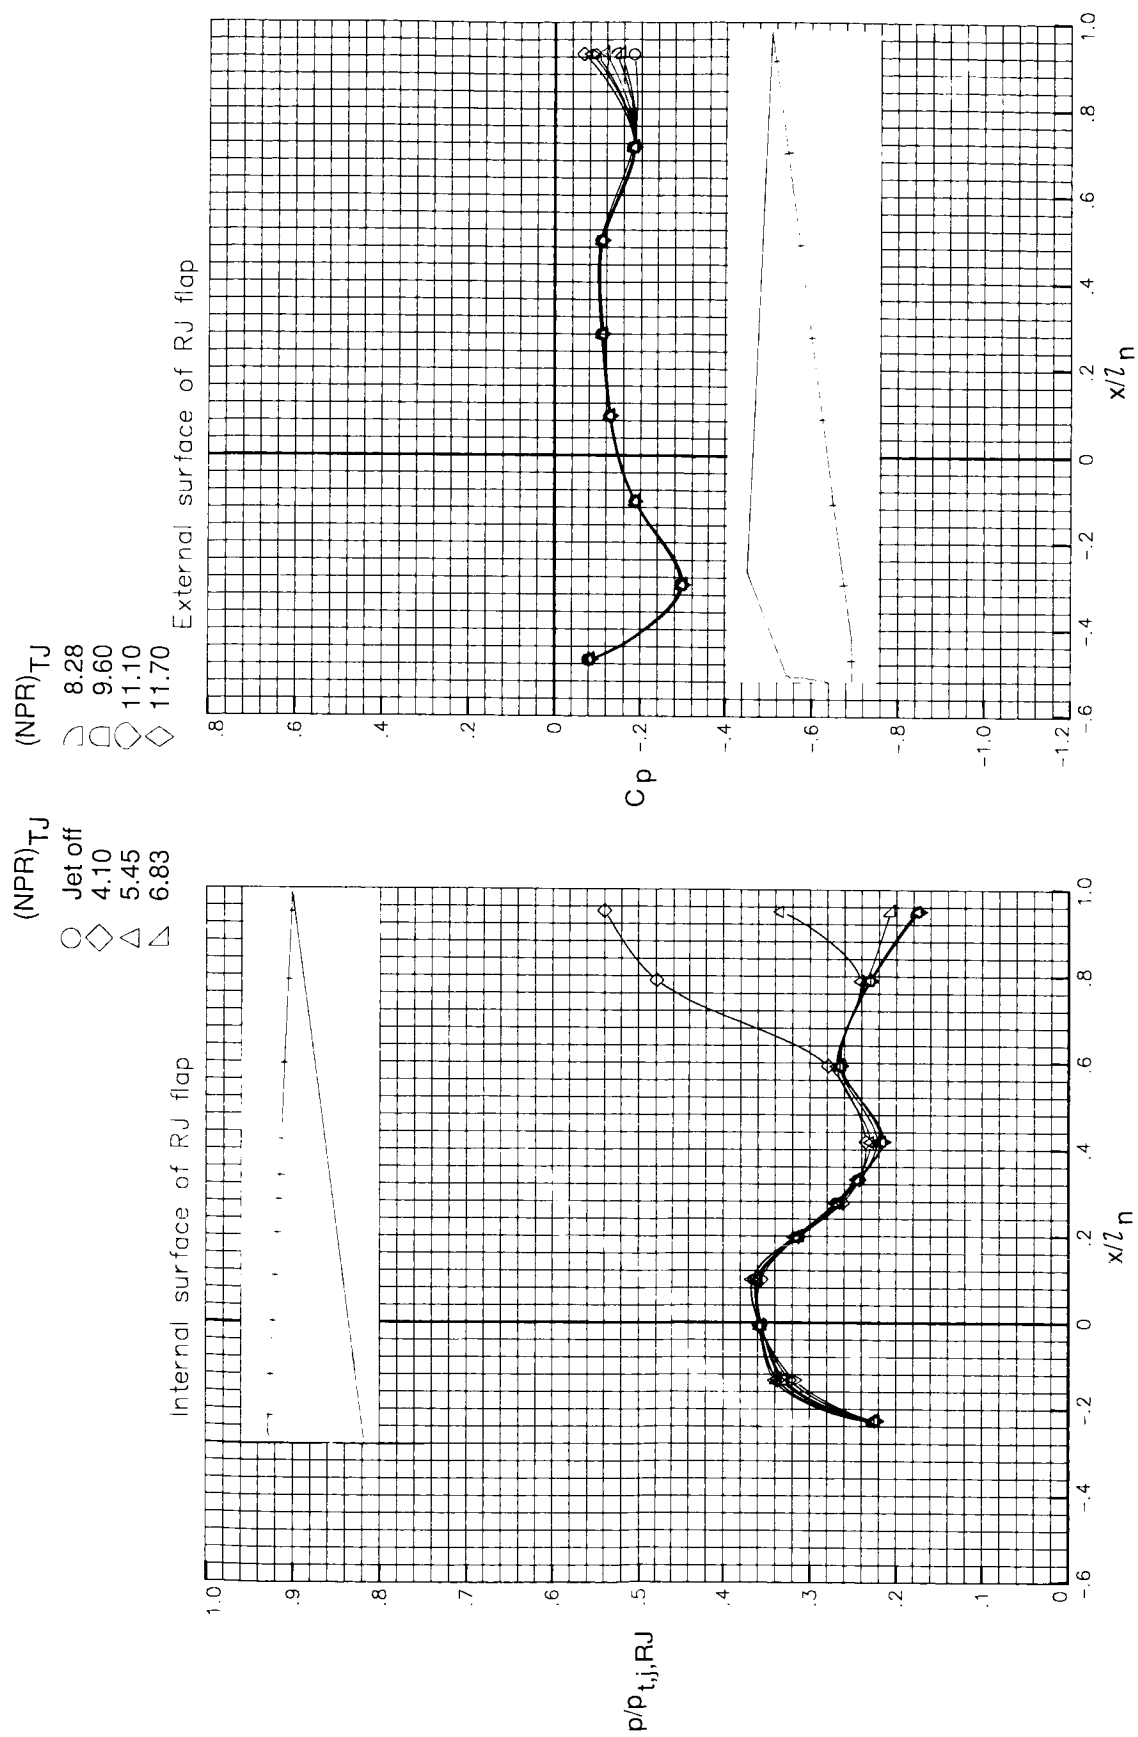 (NPR)TJ
Jet off
4.10
5.45
6.83
(NPR)TJ
8.28
9.60
11.10
11.70
Internal surface of RJ flap
1.0
.9
.8
.7
.6
.5
.4
.3
.2
.1
0
p/pt,j,RJ
-.6 -.4 -.2 0 .2 .4 .6 .8 1.0
x/ln
External surface of RJ flap
.8
.6
.4
.2
0
-.2
-.4
-.6
-.8
-1.0
-1.2
Cp
-.6 -.4 -.2 0 .2 .4 .6 .8 1.0
x/ln